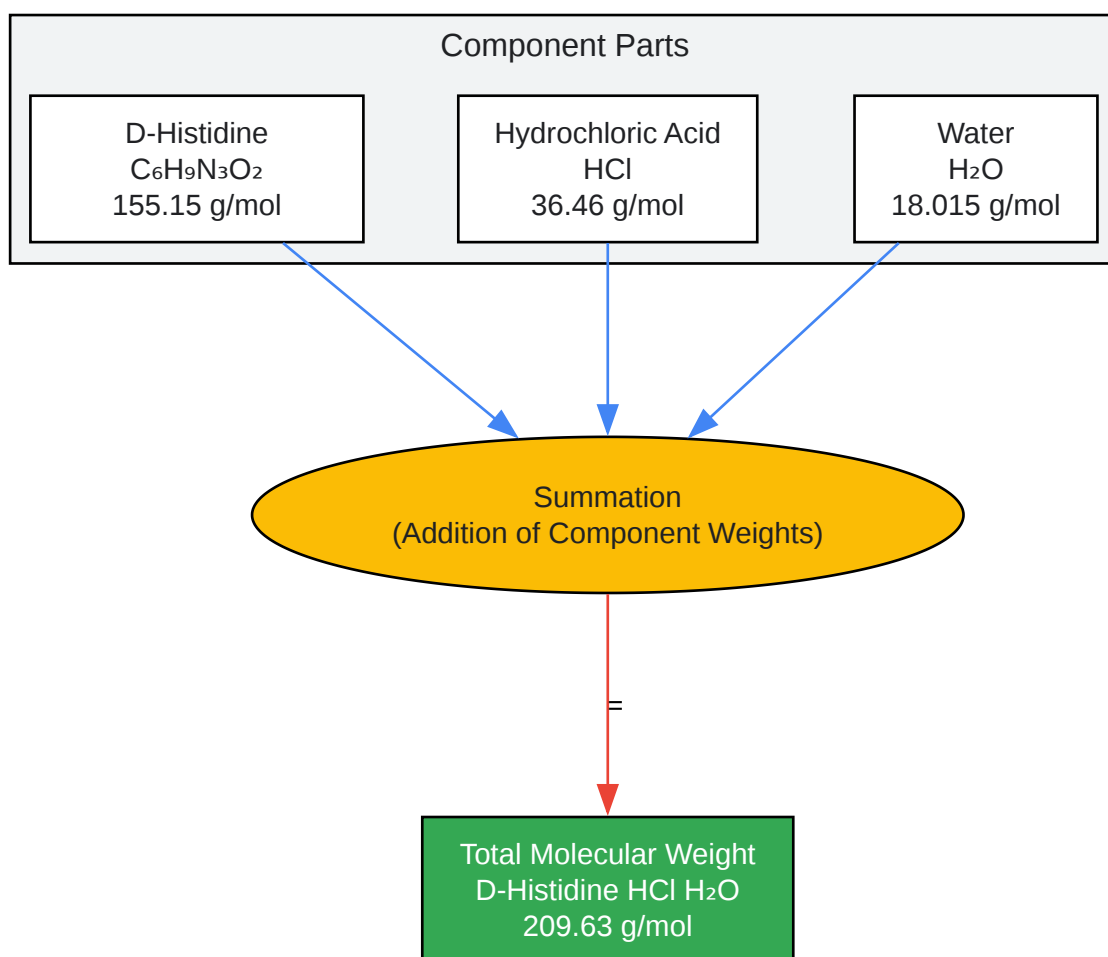 Component Parts
D-Histidine
C₆H₉N₃O₂
155.15 g/mol
Hydrochloric Acid
HCl
36.46 g/mol
Water
H₂O
18.015 g/mol
Summation
(Addition of Component Weights)
=
Total Molecular Weight
D-Histidine HCl H₂O
209.63 g/mol